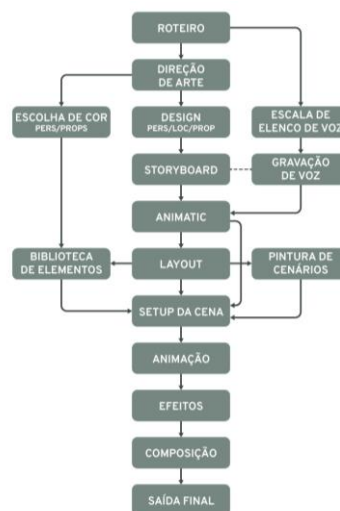 ROTEIRO
DIREÇÃO
DE ARTE
ESCOLHA DE COR
PERS/PROPS
DESIGN
PERS/LOC/PROP
ESCALA DE
ELENCO DE VOZ
STORYBOARD
GRAVAÇÃO
DE VOZ
ANIMATIC
BIBLIOTECA
DE ELEMENTOS
LAYOUT
PINTURA DE
CENÁRIOS
SETUP DA CENA
ANIMAÇÃO
EFEITOS
COMPOSIÇÃO
SAÍDA FINAL